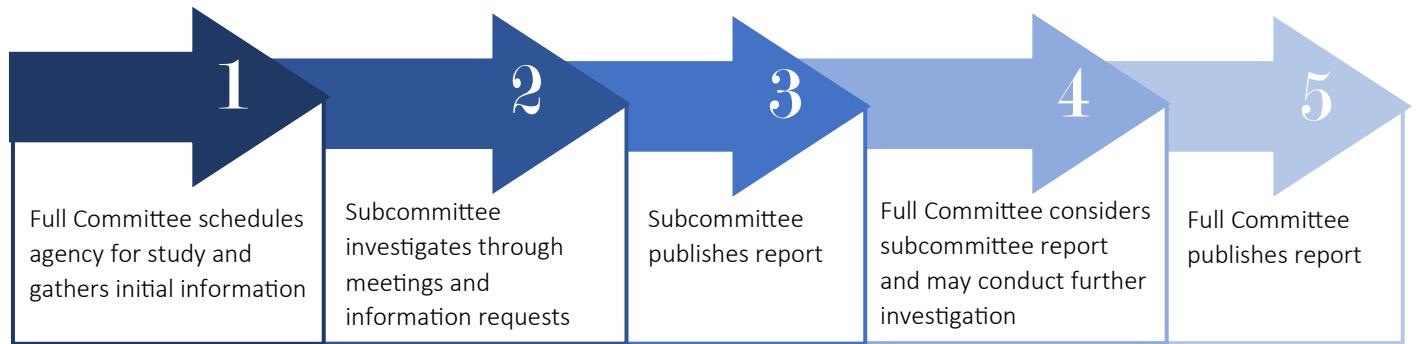 1
Full Committee schedules
agency for study and
gathers initial information
2
Subcommittee
investigates through
meetings and
information requests
3
Subcommittee
publishes report
4
Full Committee considers
subcommittee report
and may conduct further
investigation
5
Full Committee
publishes report